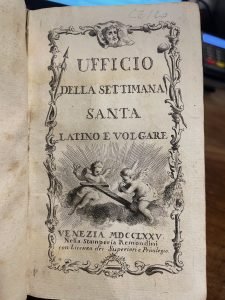 UFFICIO
DELLA SETTIMANA
SANTA
LATINO E VOLGARE
VENEZIA MDCCLXXV.
Nella Stamperia Remondini
con Licenza de' Superiori e Privilegio